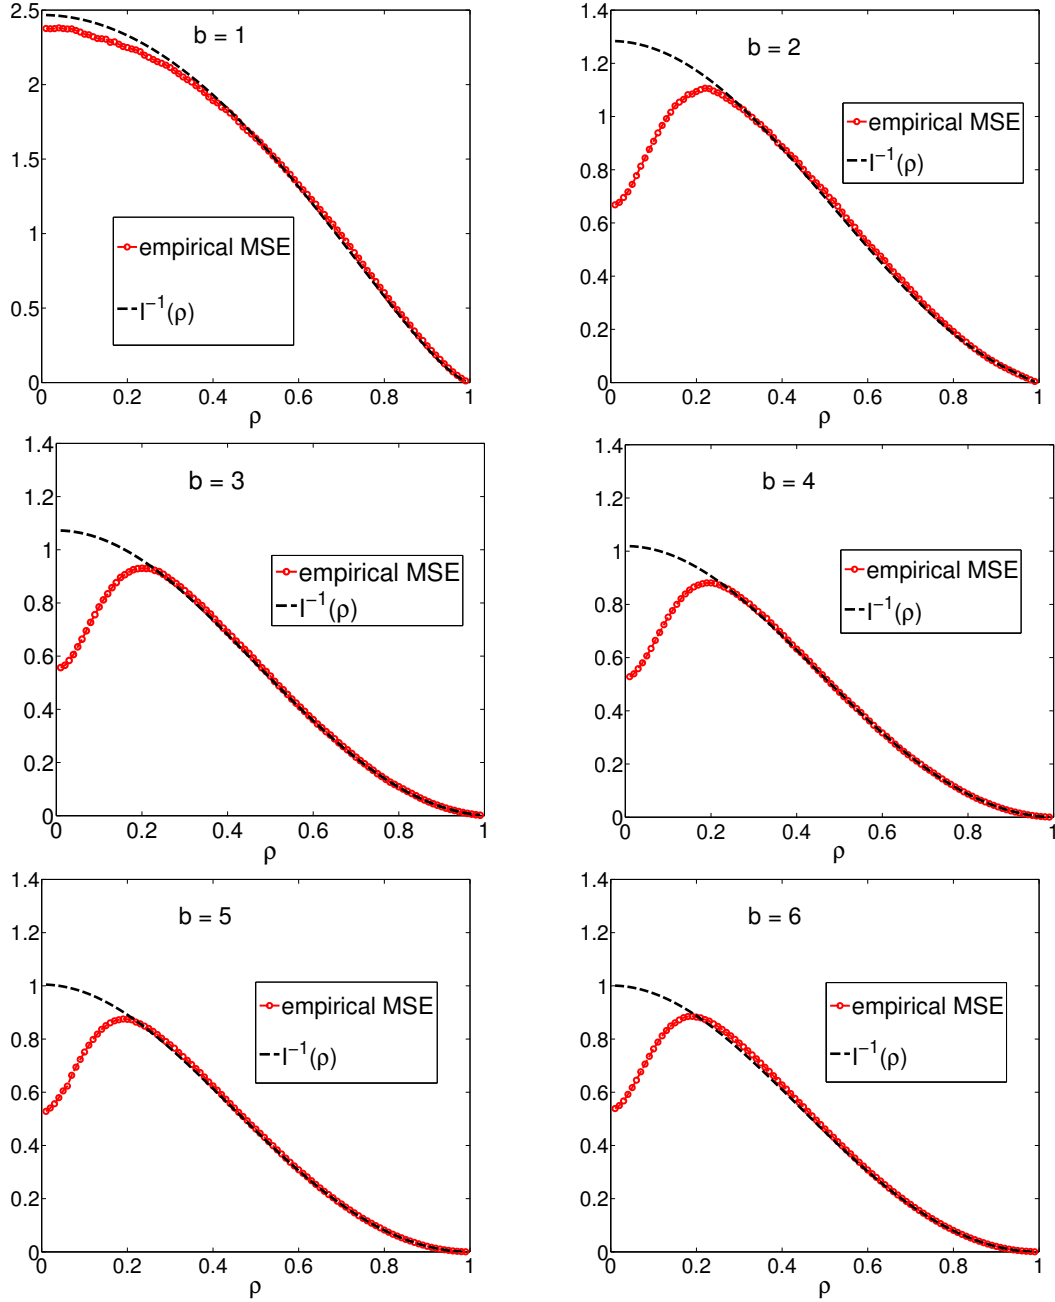 b = 1
2.5
2
1.5
1
0.5
0
empirical MSE
I⁻¹(ρ)
0 0.2 0.4 0.6 0.8 1
ρ
b = 2
1.4
1.2
1
0.8
0.6
0.4
0.2
0
empirical MSE
I⁻¹(ρ)
0 0.2 0.4 0.6 0.8 1
ρ
b = 3
1.4
1.2
1
0.8
0.6
0.4
0.2
0
empirical MSE
I⁻¹(ρ)
0 0.2 0.4 0.6 0.8 1
ρ
b = 4
1.4
1.2
1
0.8
0.6
0.4
0.2
0
empirical MSE
I⁻¹(ρ)
0 0.2 0.4 0.6 0.8 1
ρ
b = 5
1.4
1.2
1
0.8
0.6
0.4
0.2
0
empirical MSE
I⁻¹(ρ)
0 0.2 0.4 0.6 0.8 1
ρ
b = 6
1.4
1.2
1
0.8
0.6
0.4
0.2
0
empirical MSE
I⁻¹(ρ)
0 0.2 0.4 0.6 0.8 1
ρ